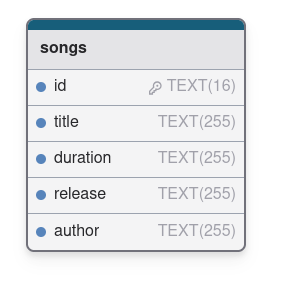 songs
id TEXT(16)
title TEXT(255)
duration TEXT(255)
release TEXT(255)
author TEXT(255)